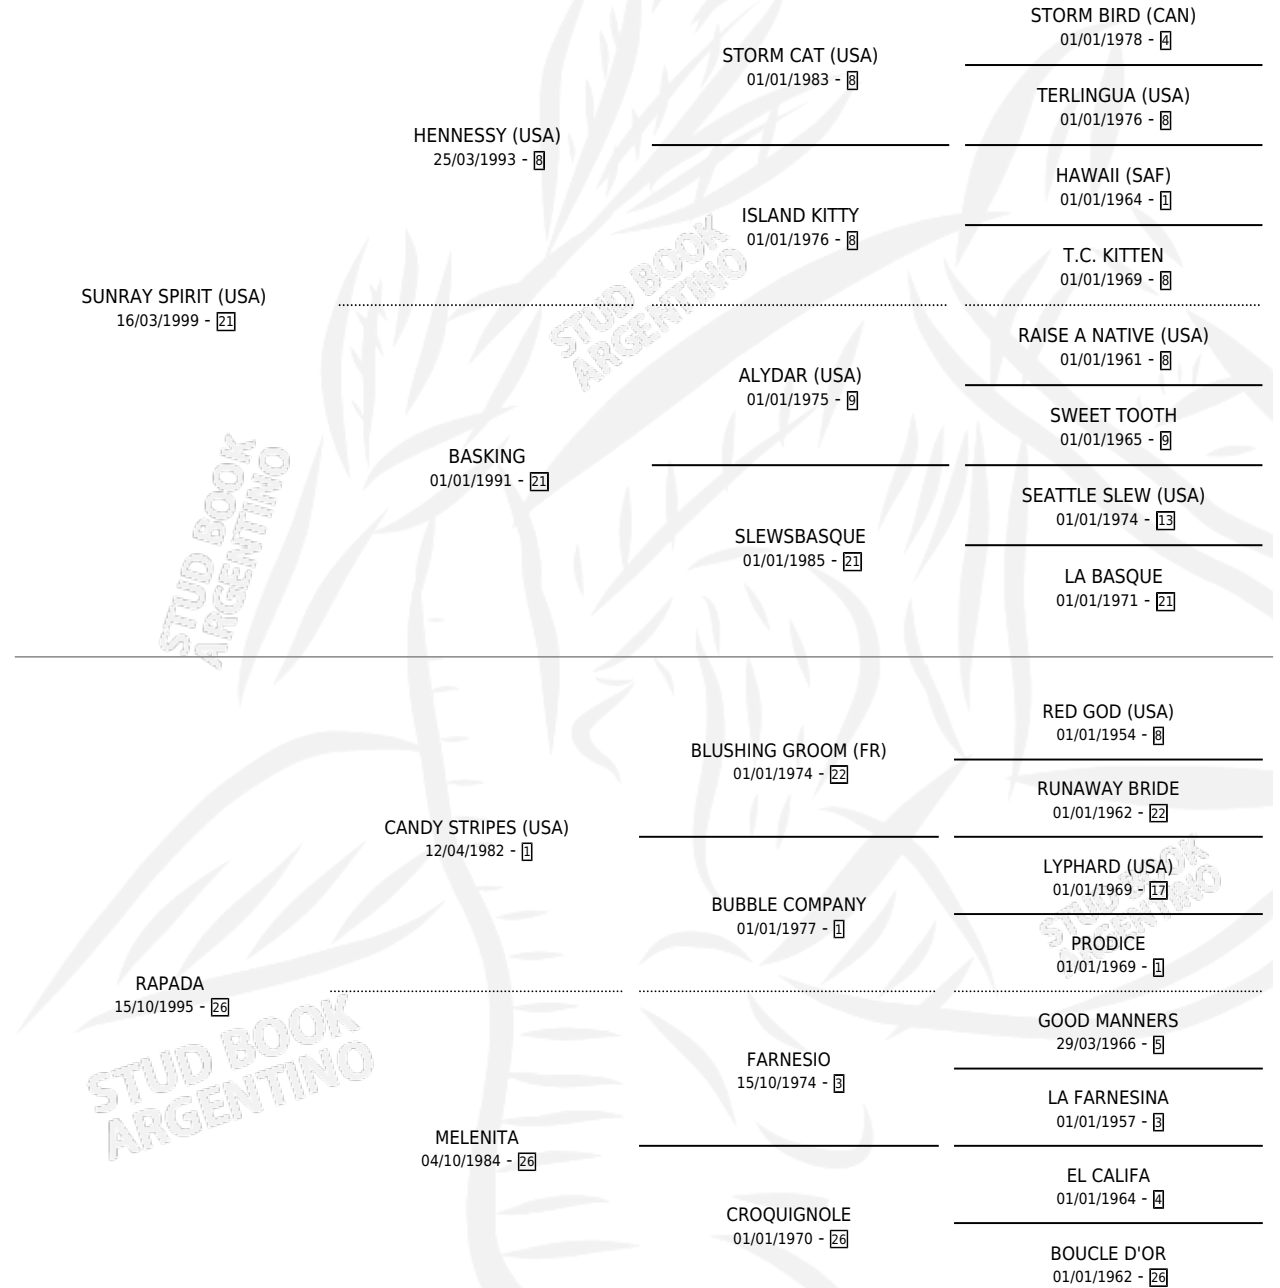 STORM BIRD (CAN)
01/01/1978 - 4
STORM CAT (USA)
01/01/1983 - 8
TERLINGUA (USA)
01/01/1976 - 8
HENNESSY (USA)
25/03/1993 - 8
HAWAII (SAF)
01/01/1964 - 1
ISLAND KITTY
01/01/1976 - 8
T.C. KITTEN
01/01/1969 - 8
SUNRAY SPIRIT (USA)
16/03/1999 - 21
STUD BOOK
ARGENTINO
RAISE A NATIVE (USA)
01/01/1961 - 8
ALYDAR (USA)
01/01/1975 - 9
SWEET TOOTH
01/01/1965 - 9
BASKING
01/01/1991 - 21
SEATTLE SLEW (USA)
01/01/1974 - 13
SLEWSBASQUE
01/01/1985 - 21
LA BASQUE
01/01/1971 - 21
STUD BOOK
ARGENTINO
RED GOD (USA)
01/01/1954 - 8
BLUSHING GROOM (FR)
01/01/1974 - 22
RUNAWAY BRIDE
01/01/1962 - 22
CANDY STRIPES (USA)
12/04/1982 - 1
LYPHARD (USA)
01/01/1969 - 17
BUBBLE COMPANY
01/01/1977 - 1
STUD BOOK
ARGENTINO
PRODICE
01/01/1969 - 1
RAPADA
15/10/1995 - 26
GOOD MANNERS
29/03/1966 - 5
FARNESIO
15/10/1974 - 3
STUD BOOK
ARGENTINO
LA FARNESINA
01/01/1957 - 3
MELENITA
04/10/1984 - 26
EL CALIFA
01/01/1964 - 4
CROQUIGNOLE
01/01/1970 - 26
BOUCLE D'OR
01/01/1962 - 26